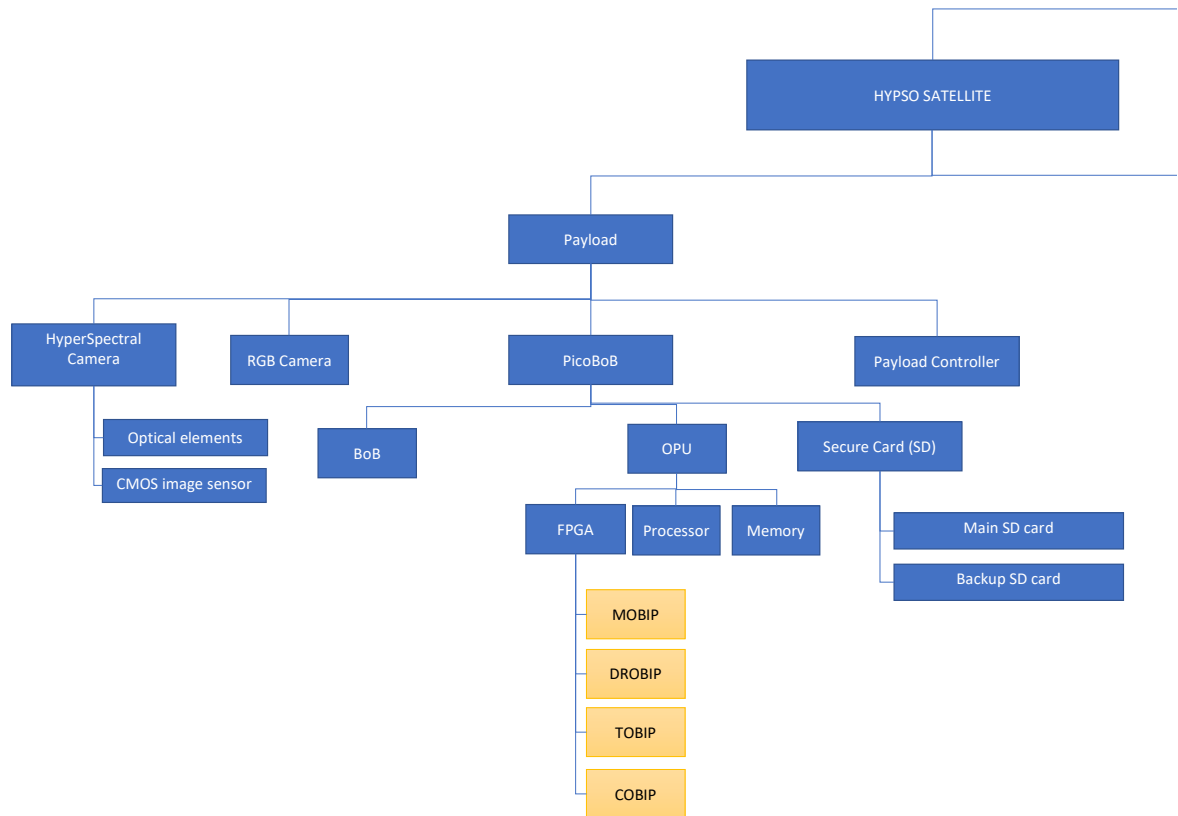 HYPSO SATELLITE
Payload
HyperSpectral
Camera
RGB Camera
PicoBoB
Payload Controller
Optical elements
CMOS image sensor
BoB
OPU
Secure Card (SD)
FPGA
Processor
Memory
Main SD card
Backup SD card
MOBIP
DROBIP
TOBIP
COBIP